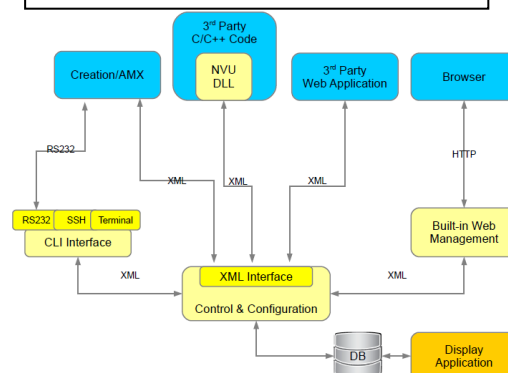 3rd Party
C/C++ Code
NVU
DLL
Creation/AMX
3rd Party
Web Application
Browser
RS232
HTTP
XML
XML
XML
RS232
SSH
Terminal
CLI Interface
Built-in Web
Management
XML
XML Interface
XML
Control & Configuration
DB
Display
Application